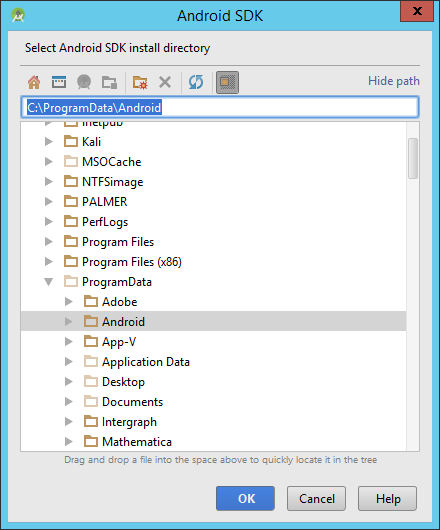 Android SDK
Select Android SDK install directory
Hide path
C:\ProgramData\Android
inetpub
Kali
MSOCache
NTFSimage
PALMER
PerfLogs
Program Files
Program Files (x86)
ProgramData
Adobe
Android
App-V
Application Data
Desktop
Documents
Intergraph
Mathematica
Drag and drop a file into the space above to quickly locate it in the tree
OK
Cancel
Help